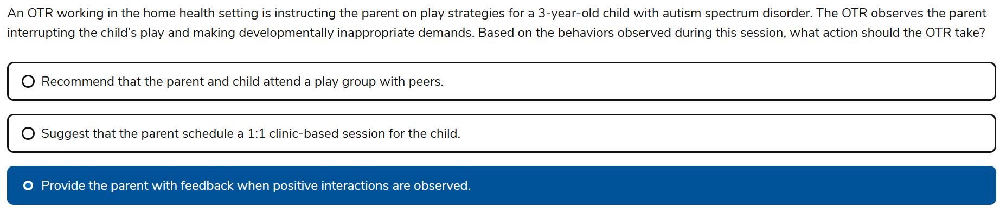 An OTR working in the home health setting is instructing the parent on play strategies for a 3-year-old child with autism spectrum disorder. The OTR observes the parent
interrupting the child’s play and making developmentally inappropriate demands. Based on the behaviors observed during this session, what action should the OTR take?
Recommend that the parent and child attend a play group with peers.
Suggest that the parent schedule a 1:1 clinic-based session for the child.
Provide the parent with feedback when positive interactions are observed.